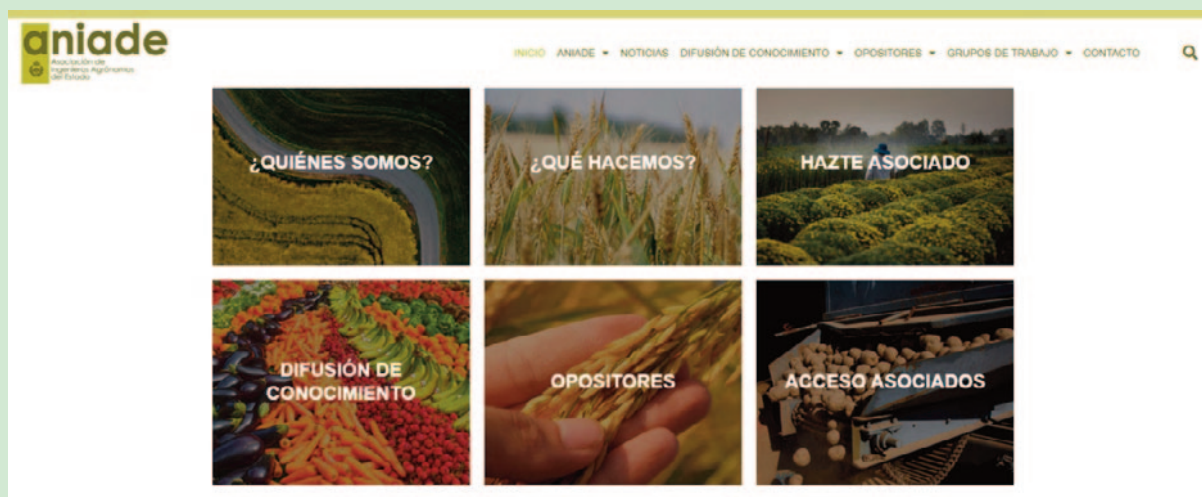 aniade
Asociación de
Ingenieros Agrónomos
del Estado
INICIO ANIADE NOTICIAS DIFUSIÓN DE CONOCIMIENTO OPOSITORES GRUPOS DE TRABAJO CONTACTO
¿QUIÉNES SOMOS? ¿QUÉ HACEMOS? HAZTE ASOCIADO
DIFUSIÓN DE
CONOCIMIENTO
OPOSITORES
ACCESO ASOCIADOS